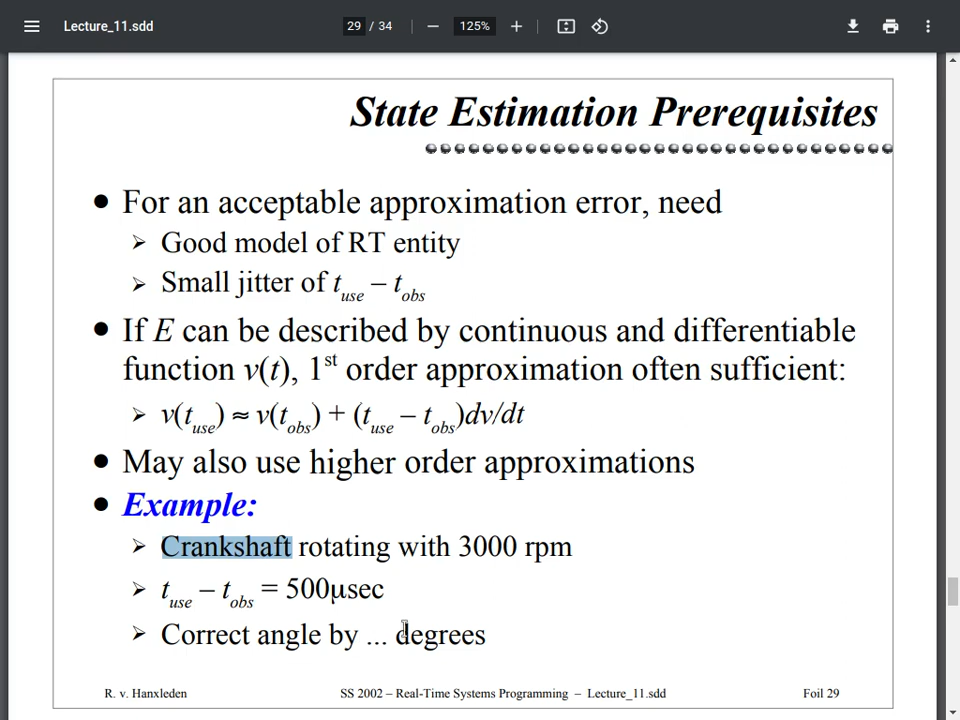 Lecture_11.sdd
29 / 34
125%
State Estimation Prerequisites
• For an acceptable approximation error, need
➢ Good model of RT entity
➢ Small jitter of t_use – t_obs
• If E can be described by continuous and differentiable
function v(t), 1st order approximation often sufficient:
➢ v(t_use) ≈ v(t_obs) + (t_use – t_obs)dv/dt
• May also use higher order approximations
• Example:
➢ Crankshaft rotating with 3000 rpm
➢ t_use – t_obs = 500μsec
➢ Correct angle by ... degrees
R. v. Hanxleden
SS 2002 – Real-Time Systems Programming – Lecture_11.sdd
Foil 29